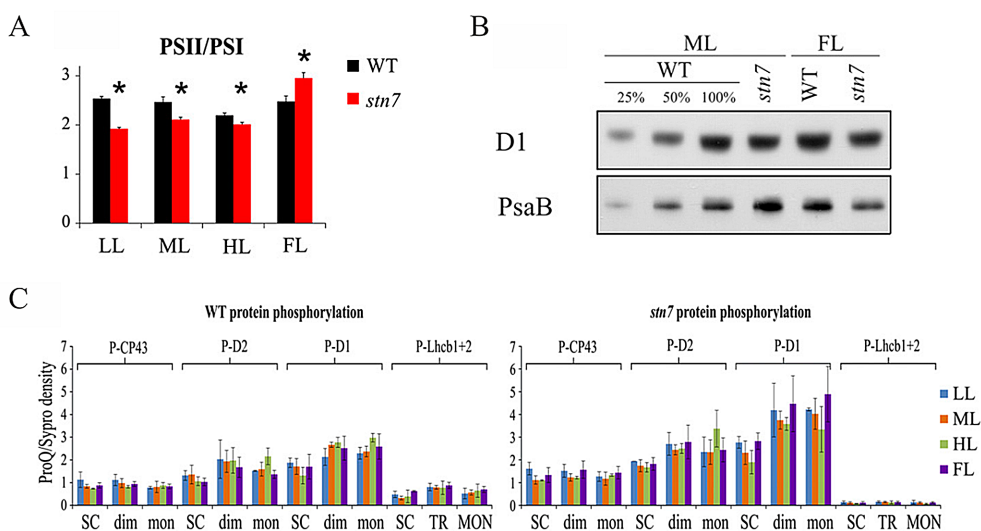 A
PSII/PSI
WT
stn7
3
2
1
0
* * * *
LL ML HL FL
B
ML FL
WT stn7 WT stn7
25% 50% 100%
D1
PsaB
C
WT protein phosphorylation
P-CP43 P-D2 P-D1 P-Lhcb1+2
ProQ/Sypro density
7
6
5
4
3
2
1
0
SC dim mon SC dim mon SC dim mon SC TR MON
stn7 protein phosphorylation
P-CP43 P-D2 P-D1 P-Lhcb1+2
7
6
5
4
3
2
1
0
SC dim mon SC dim mon SC dim mon SC TR MON
LL
ML
HL
FL